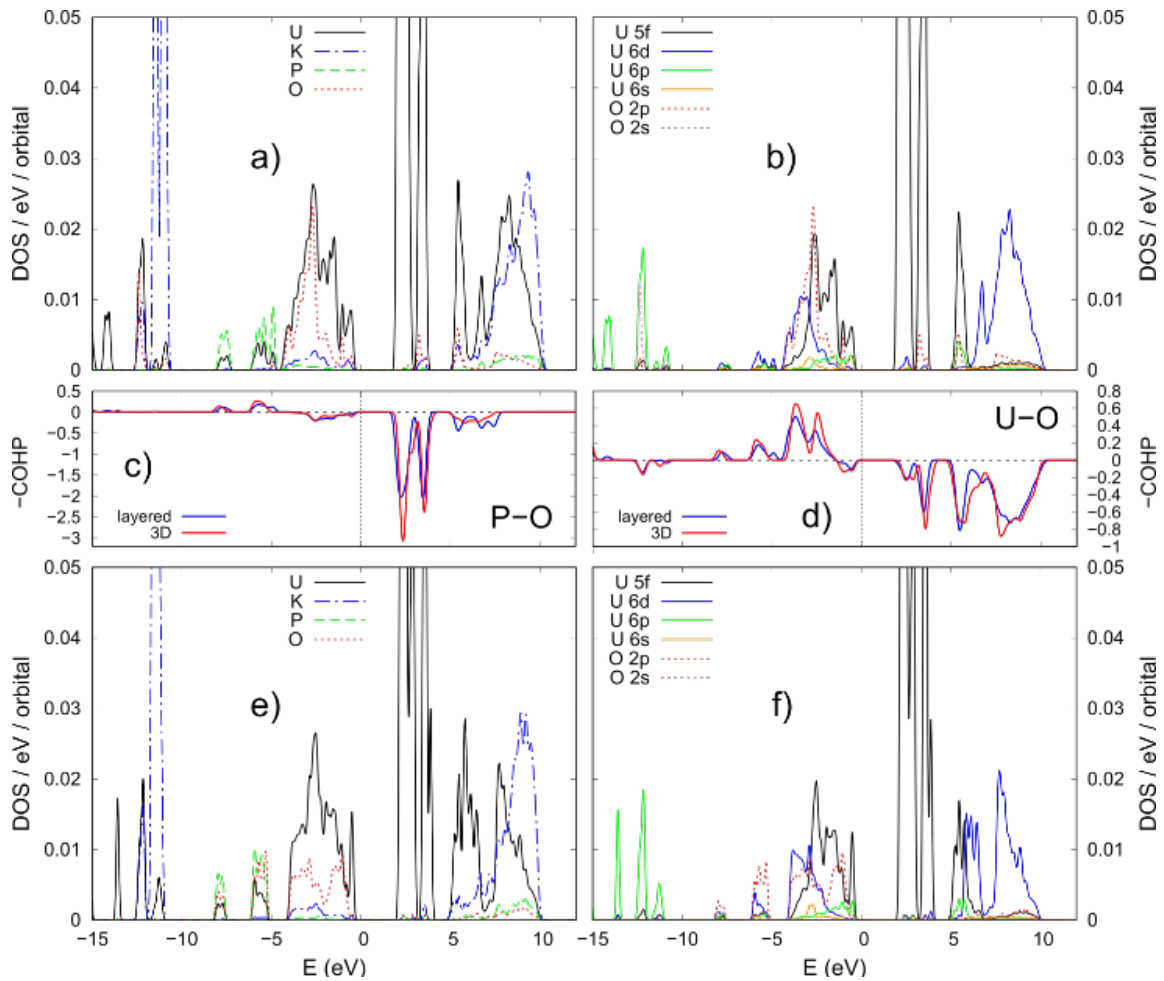 0.05
0.04
0.03
0.02
0.01
0
DOS / eV / orbital
U
K
P
O
a)
U 5f
U 6d
U 6p
U 6s
O 2p
O 2s
b)
0.05
0.04
0.03
0.02
0.01
0
DOS / eV / orbital
0.5
0
−0.5
−1
−1.5
−2
−2.5
−3
−COHP
c)
layered
3D
P−O
U−O
d)
layered
3D
0.8
0.6
0.4
0.2
0
−0.2
−0.4
−0.6
−0.8
−1
−COHP
0.05
0.04
0.03
0.02
0.01
0
DOS / eV / orbital
U
K
P
O
e)
U 5f
U 6d
U 6p
U 6s
O 2p
O 2s
f)
0.05
0.04
0.03
0.02
0.01
0
DOS / eV / orbital
−15 −10 −5 0 5 10
E (eV)
−15 −10 −5 0 5 10
E (eV)